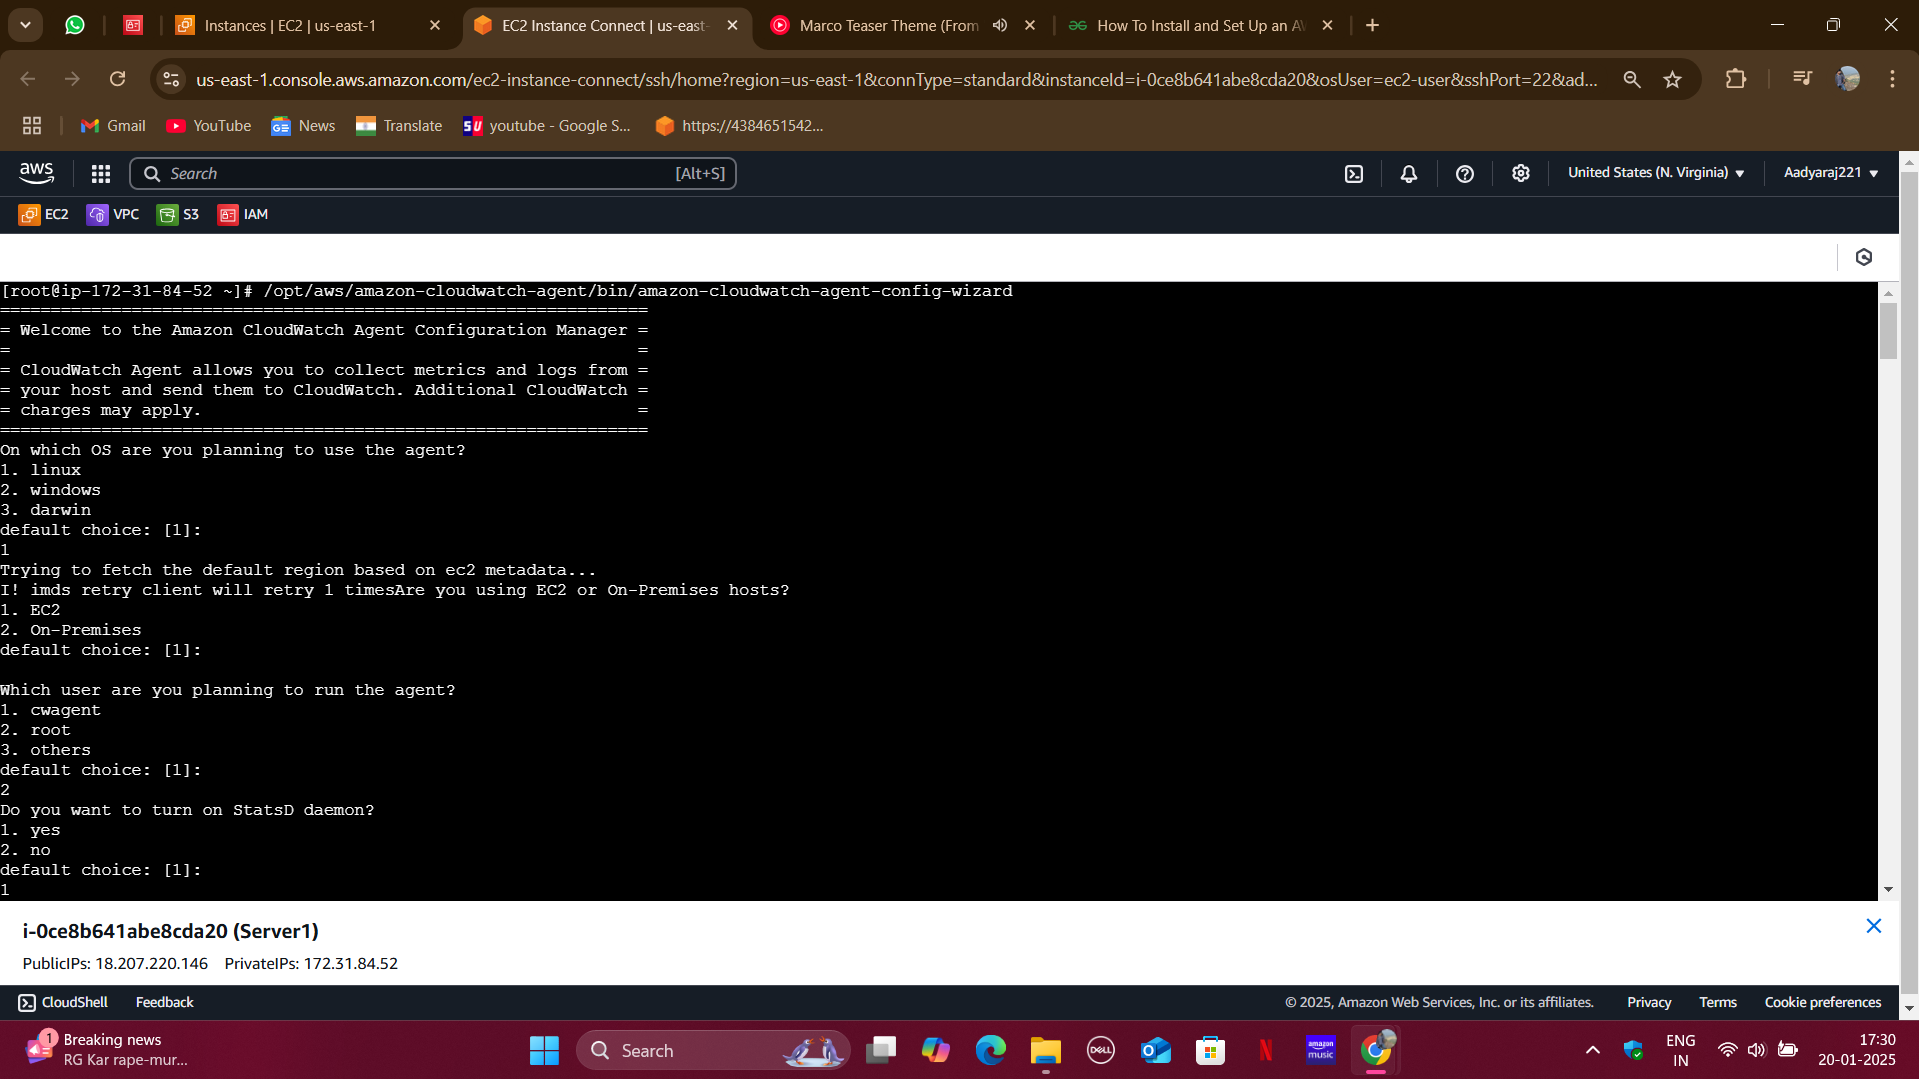 Instances | EC2 | us-east-1
EC2 Instance Connect | us-east-
Marco Teaser Theme (From
How To Install and Set Up an AW
us-east-1.console.aws.amazon.com/ec2-instance-connect/ssh/home?region=us-east-1&connType=standard&instanceId=i-0ce8b641abe8cda20&osUser=ec2-user&sshPort=22&ad...
Gmail
YouTube
News
Translate
SU
youtube - Google S...
https://4384651542...
aws
Search
[Alt+S]
United States (N. Virginia)
Aadyaraj221
EC2
VPC
S3
IAM
[root@ip-172-31-84-52 ~]# /opt/aws/amazon-cloudwatch-agent/bin/amazon-cloudwatch-agent-config-wizard
================================================================
= Welcome to the Amazon CloudWatch Agent Configuration Manager =
=                                                              =
= CloudWatch Agent allows you to collect metrics and logs from =
= your host and send them to CloudWatch. Additional CloudWatch =
= charges may apply.                                           =
================================================================
On which OS are you planning to use the agent?
1. linux
2. windows
3. darwin
default choice: [1]:
1
Trying to fetch the default region based on ec2 metadata...
I! imds retry client will retry 1 timesAre you using EC2 or On-Premises hosts?
1. EC2
2. On-Premises
default choice: [1]:
Which user are you planning to run the agent?
1. cwagent
2. root
3. others
default choice: [1]:
2
Do you want to turn on StatsD daemon?
1. yes
2. no
default choice: [1]:
1
i-0ce8b641abe8cda20 (Server1)
PublicIPs: 18.207.220.146 PrivateIPs: 172.31.84.52
CloudShell
Feedback
© 2025, Amazon Web Services, Inc. or its affiliates.
Privacy
Terms
Cookie preferences
1
Breaking news
RG Kar rape-mur...
Search
DELL
amazon
music
N
ENG
IN
17:30
20-01-2025